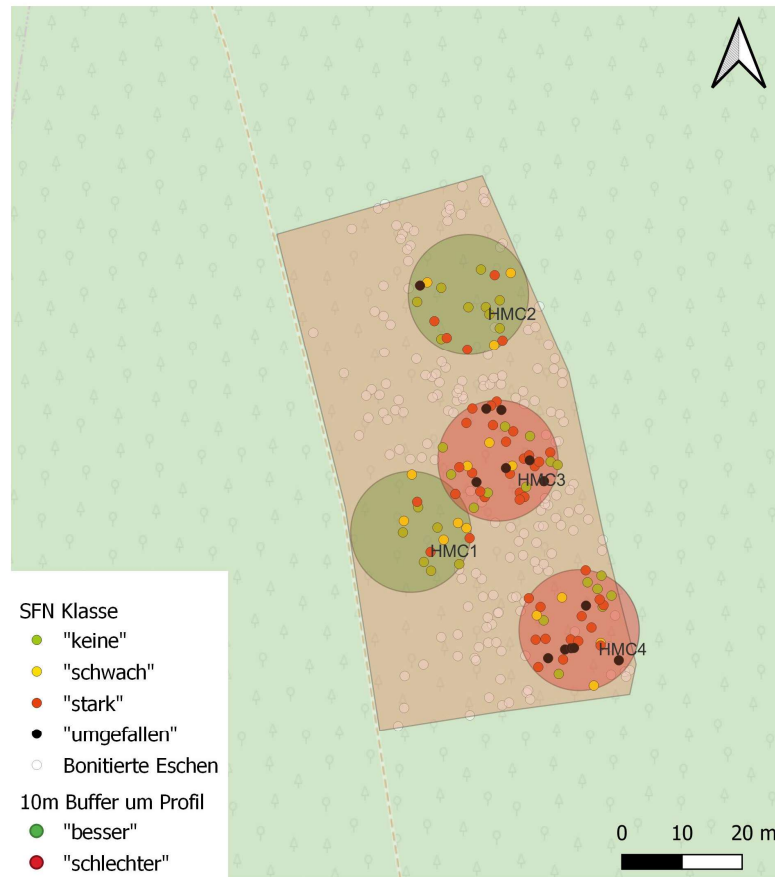 HMC2
HMC3
HMC1
HMC4
SFN Klasse
"keine"
"schwach"
"stark"
"umgefallen"
Bonitierte Eschen
10m Buffer um Profil
"besser"
"schlechter"
0 10 20 m